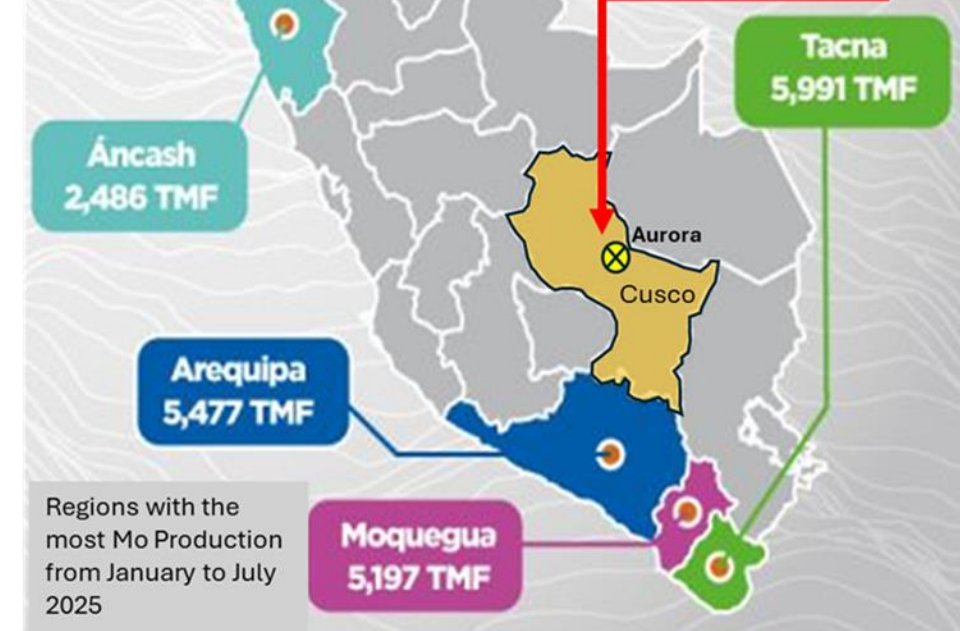 Tacna
5,991 TMF
Áncash
2,486 TMF
Aurora
Cusco
Arequipa
5,477 TMF
Regions with the
most Mo Production
from January to July
2025
Moquegua
5,197 TMF